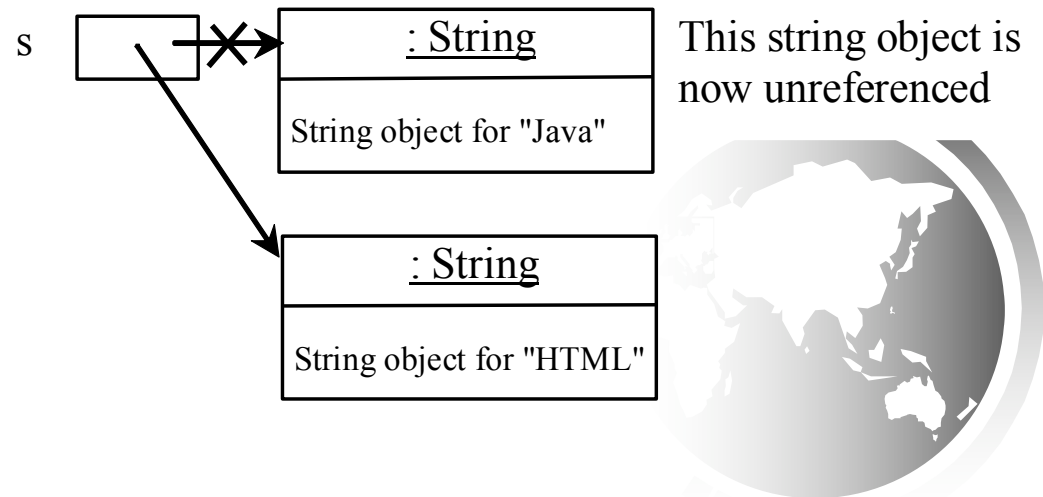 s
: String
String object for "Java"
This string object is
now unreferenced
: String
String object for "HTML"